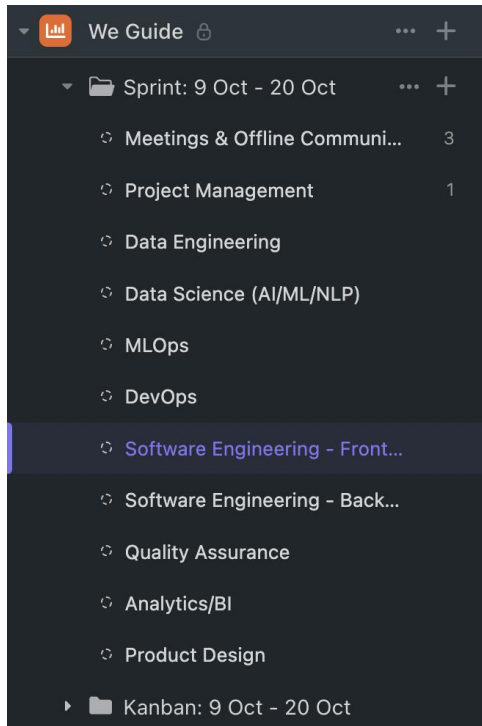 We Guide
Sprint: 9 Oct - 20 Oct
Meetings & Offline Communi... 3
Project Management 1
Data Engineering
Data Science (AI/ML/NLP)
MLOps
DevOps
Software Engineering - Front...
Software Engineering - Back...
Quality Assurance
Analytics/BI
Product Design
Kanban: 9 Oct - 20 Oct